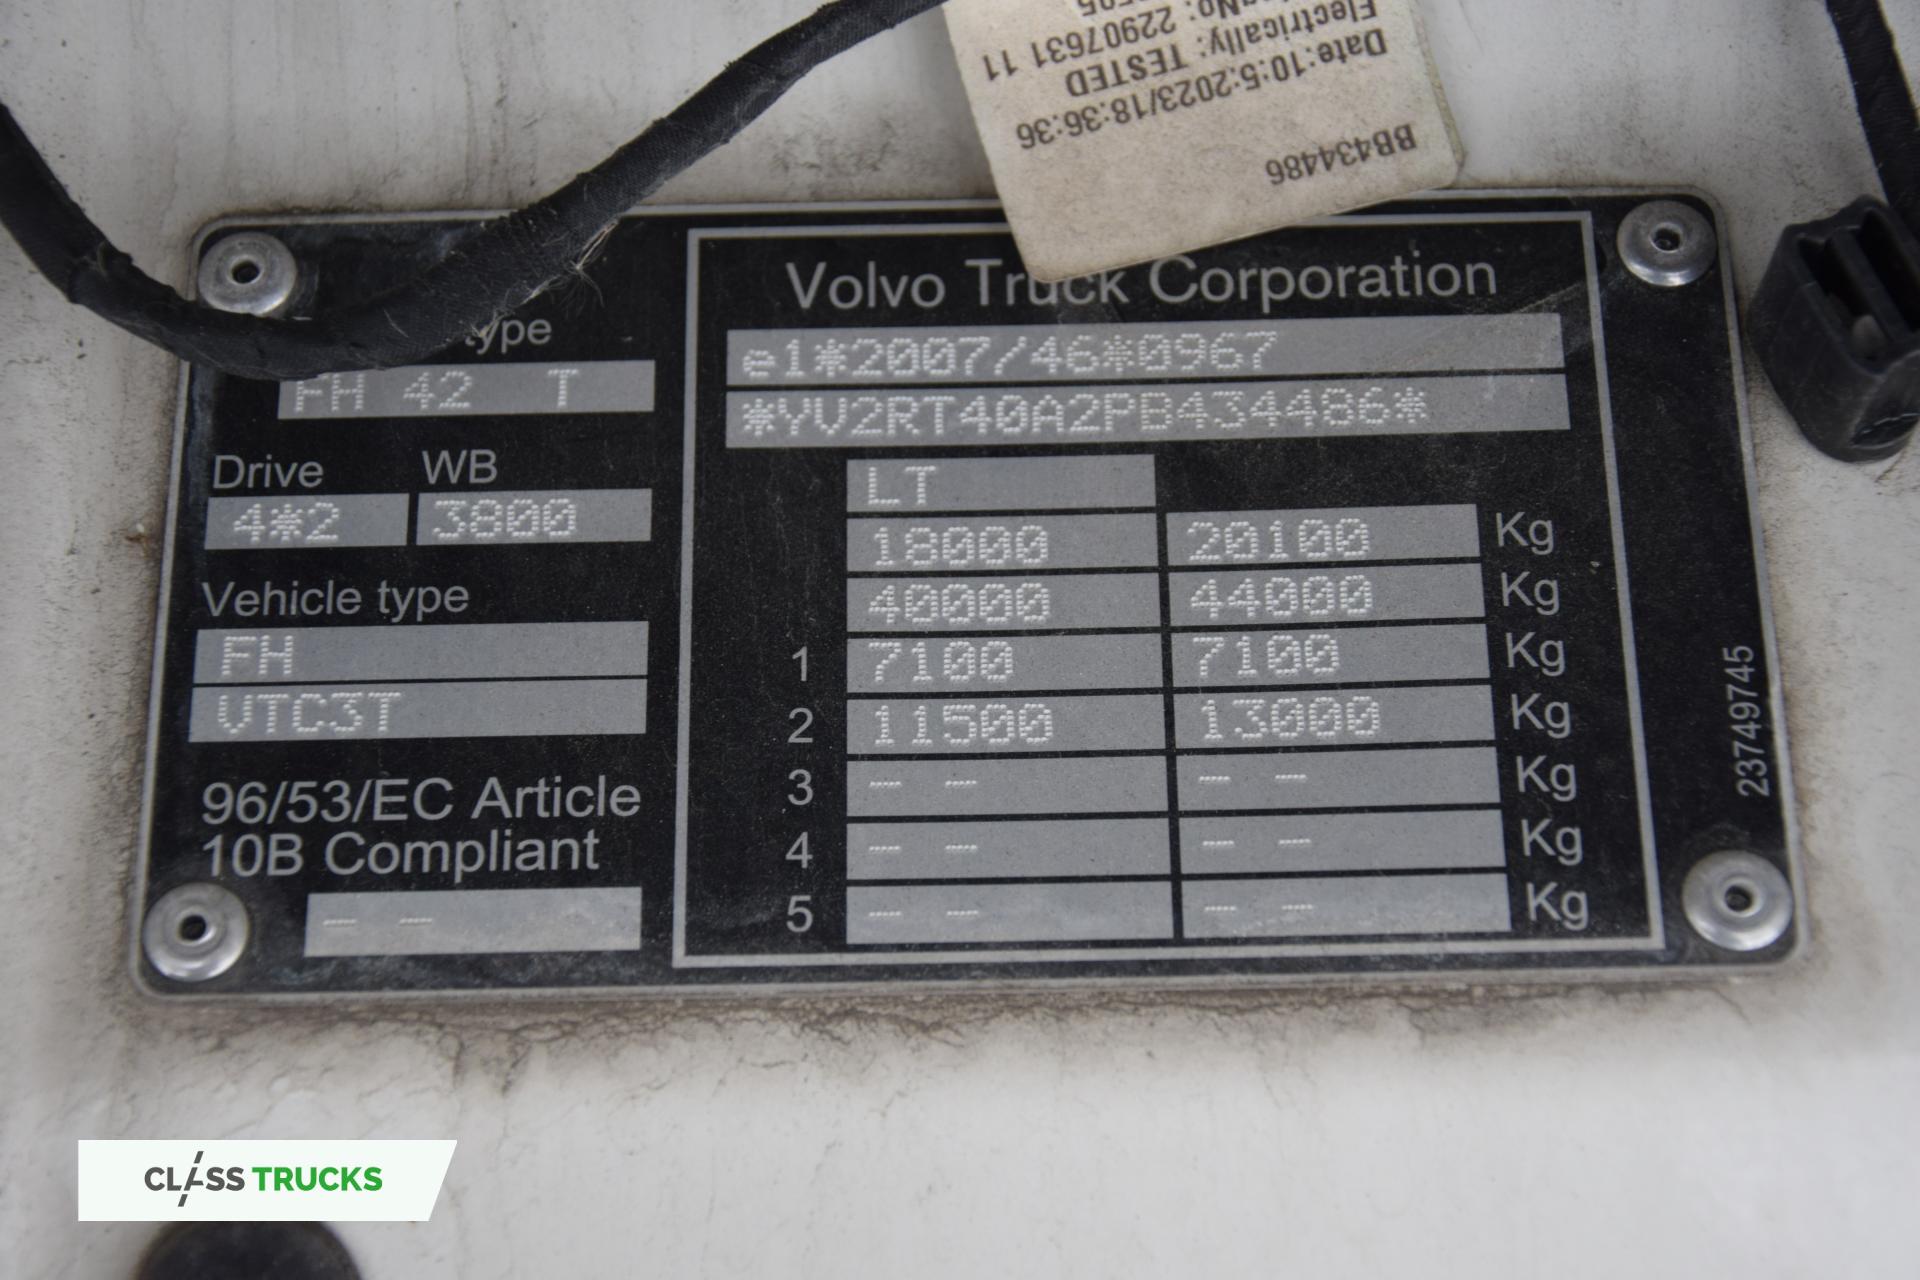 BB434486
Date:10:5:2023/18:36:36
Electrically: TESTED
22907631 11
Volvo Truck Corporation
e1*2007/46*0967
*YV2RT40A2PB434486*
type
FH 42 T
Drive WB
4*2 3800
Vehicle type
FH
VTC3T
96/53/EC Article
10B Compliant
– –
LT
18000 20100 Kg
40000 44000 Kg
1 7100 7100 Kg
2 11500 13000 Kg
3 – – – – Kg
4 – – – – Kg
5 – – – – Kg
23749745
CLASS TRUCKS